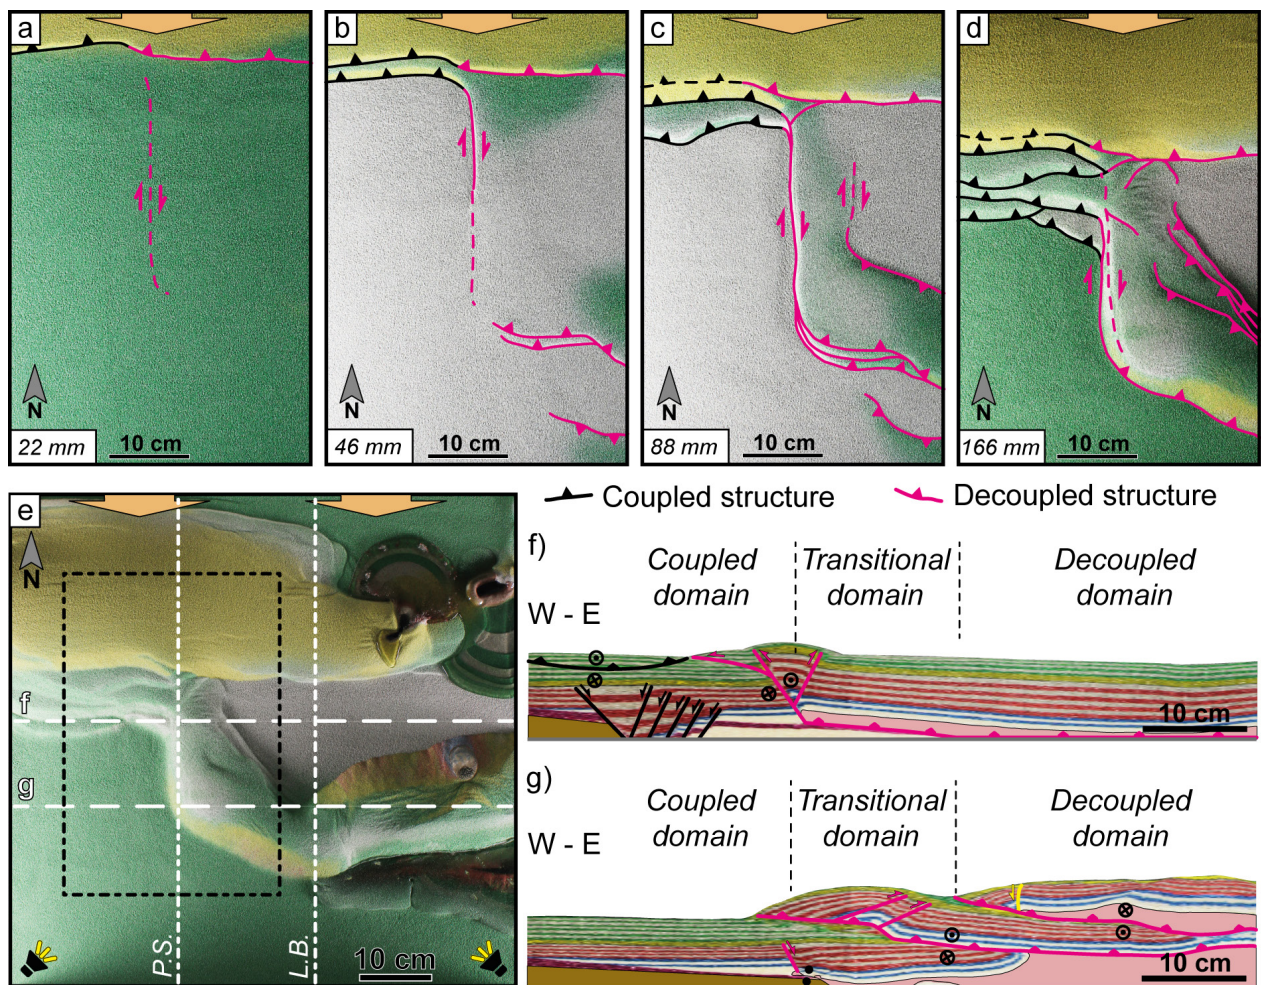 a
N
22 mm
10 cm
b
N
46 mm
10 cm
c
N
88 mm
10 cm
d
N
166 mm
10 cm
e
N
f
g
P.S.
L.B.
10 cm
Coupled structure
Decoupled structure
f)
Coupled domain
Transitional domain
Decoupled domain
W - E
10 cm
g)
Coupled domain
Transitional domain
Decoupled domain
W - E
10 cm